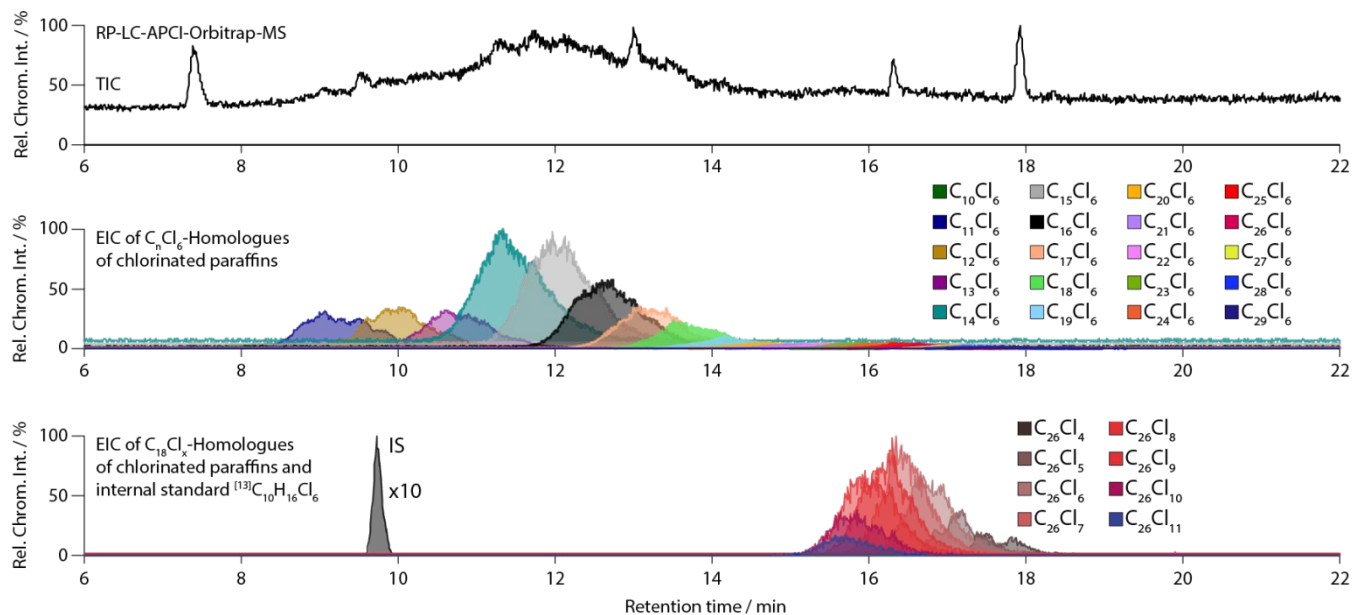 RP-LC-APCI-Orbitrap-MS
TIC
Rel. Chrom. Int. / %
100
50
0
6 8 10 12 14 16 18 20 22
EIC of CₙCl₆-Homologues
of chlorinated paraffins
Rel. Chrom. Int. / %
100
50
0
C₁₀Cl₆ C₁₅Cl₆ C₂₀Cl₆ C₂₅Cl₆
C₁₁Cl₆ C₁₆Cl₆ C₂₁Cl₆ C₂₆Cl₆
C₁₂Cl₆ C₁₇Cl₆ C₂₂Cl₆ C₂₇Cl₆
C₁₃Cl₆ C₁₈Cl₆ C₂₃Cl₆ C₂₈Cl₆
C₁₄Cl₆ C₁₉Cl₆ C₂₄Cl₆ C₂₉Cl₆
6 8 10 12 14 16 18 20 22
EIC of C₁₈Clₓ-Homologues
of chlorinated paraffins and
internal standard ⁽¹³⁾C₁₀H₁₆Cl₆
IS
x10
Rel. Chrom. Int. / %
100
50
0
C₂₆Cl₄ C₂₆Cl₈
C₂₆Cl₅ C₂₆Cl₉
C₂₆Cl₆ C₂₆Cl₁₀
C₂₆Cl₇ C₂₆Cl₁₁
6 8 10 12 14 16 18 20 22
Retention time / min